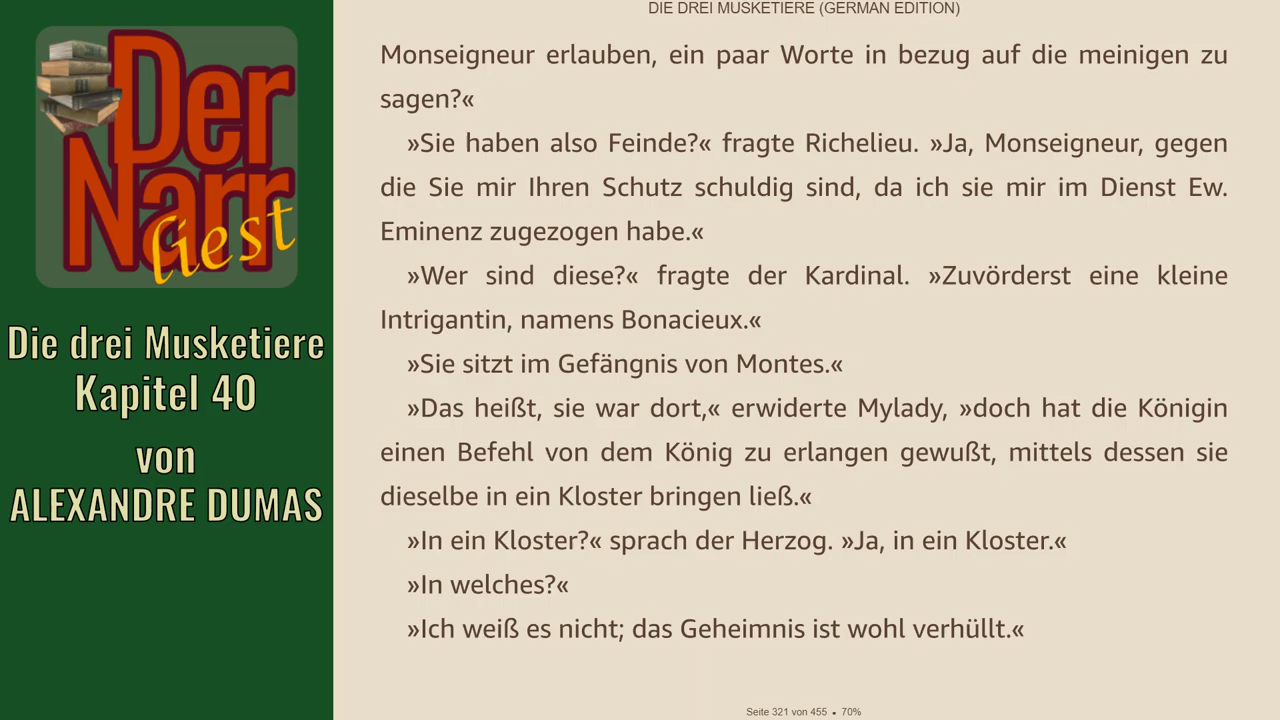 Der
Narr
liest
Die drei Musketiere
Kapitel 40
von
ALEXANDRE DUMAS
DIE DREI MUSKETIERE (GERMAN EDITION)
Monseigneur erlauben, ein paar Worte in bezug auf die meinigen zu
sagen?«
»Sie haben also Feinde?« fragte Richelieu. »Ja, Monseigneur, gegen
die Sie mir Ihren Schutz schuldig sind, da ich sie mir im Dienst Ew.
Eminenz zugezogen habe.«
»Wer sind diese?« fragte der Kardinal. »Zuvörderst eine kleine
Intrigantin, namens Bonacieux.«
»Sie sitzt im Gefängnis von Montes.«
»Das heißt, sie war dort,« erwiderte Mylady, »doch hat die Königin
einen Befehl von dem König zu erlangen gewußt, mittels dessen sie
dieselbe in ein Kloster bringen ließ.«
»In ein Kloster?« sprach der Herzog. »Ja, in ein Kloster.«
»In welches?«
»Ich weiß es nicht; das Geheimnis ist wohl verhüllt.«
Seite 321 von 455 • 70%